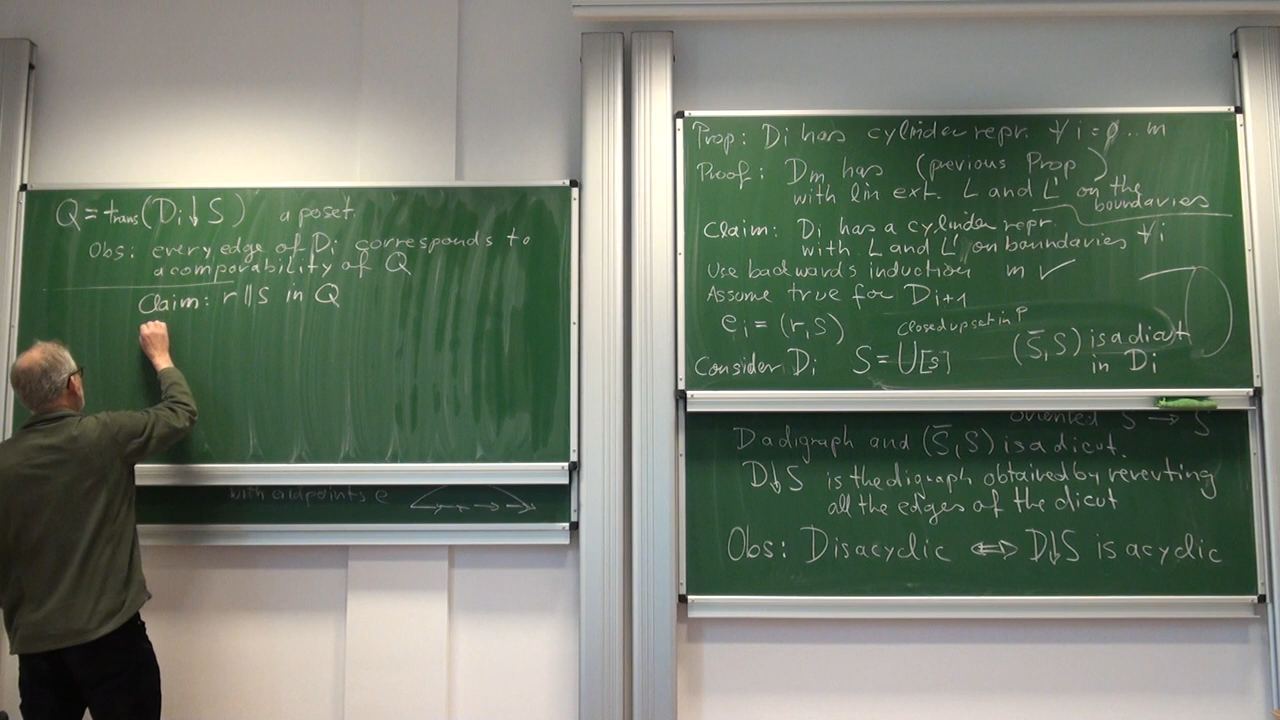 Q = trans(Di↓S) a poset.
Obs: every edge of Di corresponds to
a comparability of Q
Claim: r ∥ s in Q
with endpoints e
Prop: Di has cylinder repr. ∀ i = 0 ... m
Proof: Dm has (previous Prop)
with lin ext. L and L' on the
boundaries
Claim: Di has a cylinder repr.
with L and L' on boundaries ∀ i
Use backwards induction m ✓
Assume true for Di+1
ei = (r, s)
closed upset in P
Consider Di S = U[s] (S̄, S) is a dicut
in Di
oriented S̄ → S
D a digraph and (S̄, S) is a dicut.
D↓S is the digraph obtained by reverting
all the edges of the dicut
Obs: D is acyclic ⇔ D↓S is acyclic